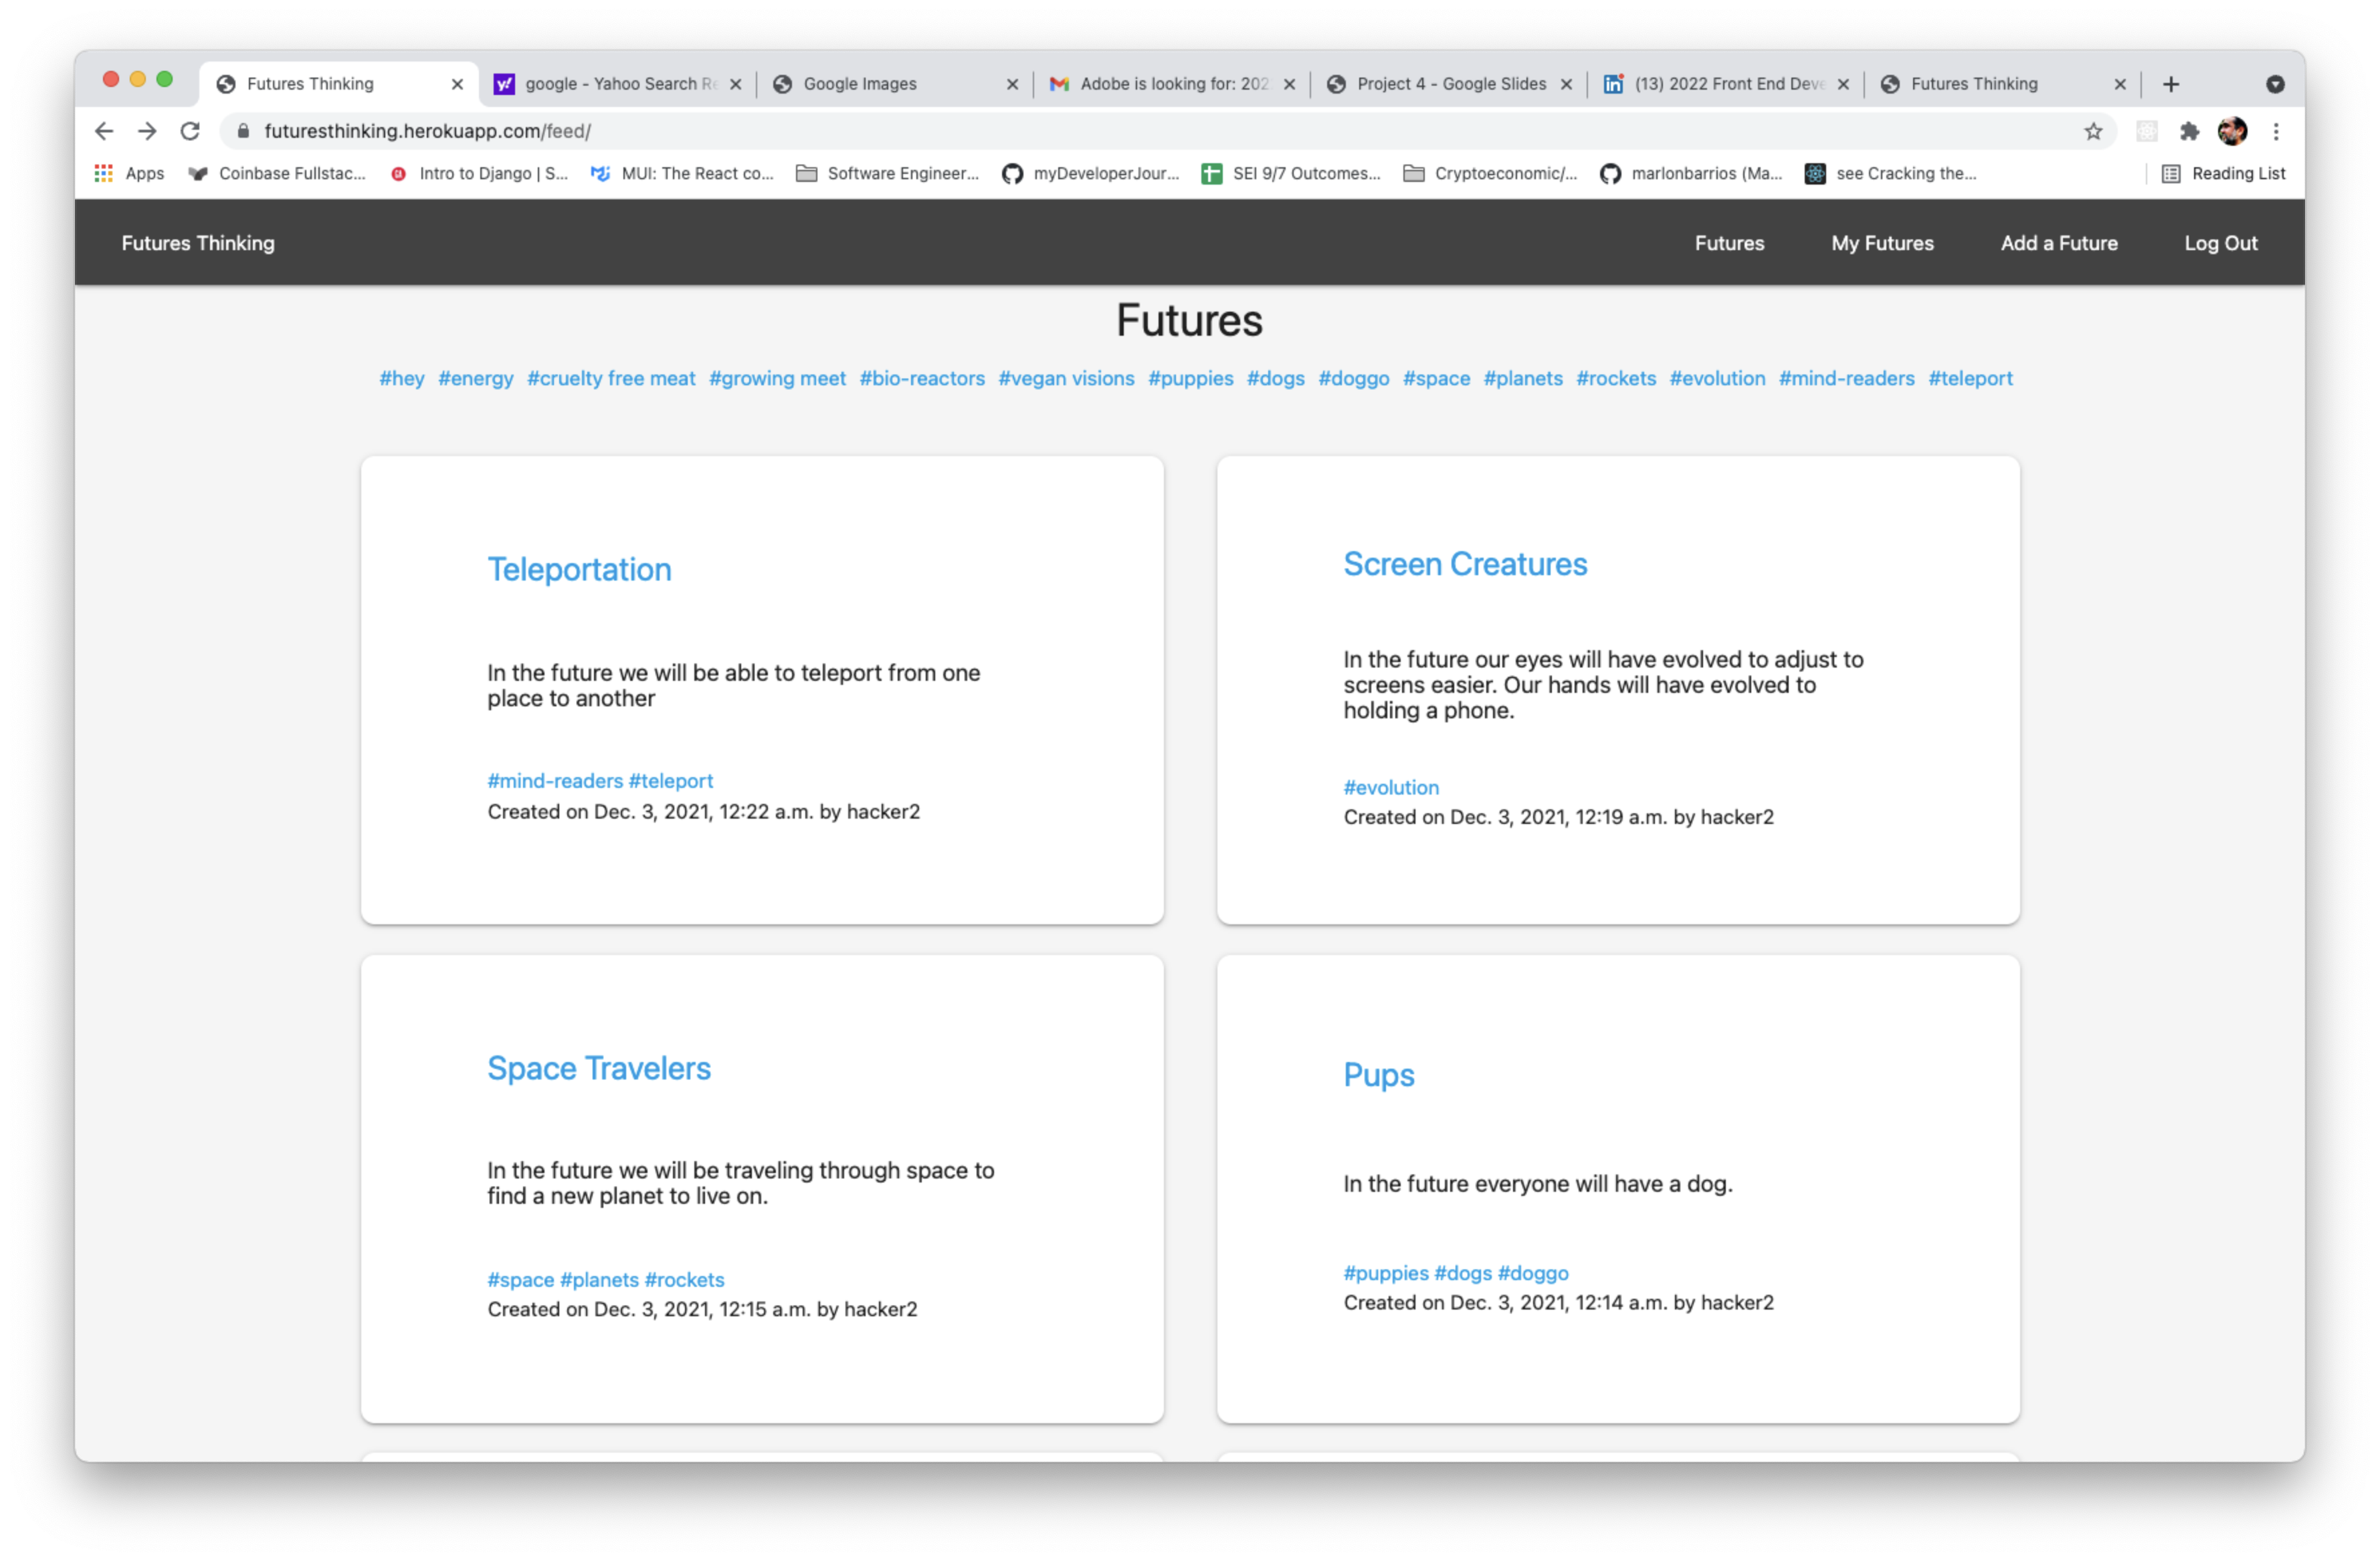 Futures Thinking
google - Yahoo Search Re
Google Images
Adobe is looking for: 202
Project 4 - Google Slides
(13) 2022 Front End Deve
Futures Thinking
futuresthinking.herokuapp.com/feed/
Apps
Coinbase Fullstac...
Intro to Django | S...
MUI: The React co...
Software Engineer...
myDeveloperJour...
SEI 9/7 Outcomes...
Cryptoeconomic/...
marlonbarrios (Ma...
see Cracking the...
Reading List
Futures Thinking
Futures
My Futures
Add a Future
Log Out
Futures
#hey #energy #cruelty free meat #growing meet #bio-reactors #vegan visions #puppies #dogs #doggo #space #planets #rockets #evolution #mind-readers #teleport
Teleportation
In the future we will be able to teleport from one
place to another
#mind-readers #teleport
Created on Dec. 3, 2021, 12:22 a.m. by hacker2
Screen Creatures
In the future our eyes will have evolved to adjust to
screens easier. Our hands will have evolved to
holding a phone.
#evolution
Created on Dec. 3, 2021, 12:19 a.m. by hacker2
Space Travelers
In the future we will be traveling through space to
find a new planet to live on.
#space #planets #rockets
Created on Dec. 3, 2021, 12:15 a.m. by hacker2
Pups
In the future everyone will have a dog.
#puppies #dogs #doggo
Created on Dec. 3, 2021, 12:14 a.m. by hacker2